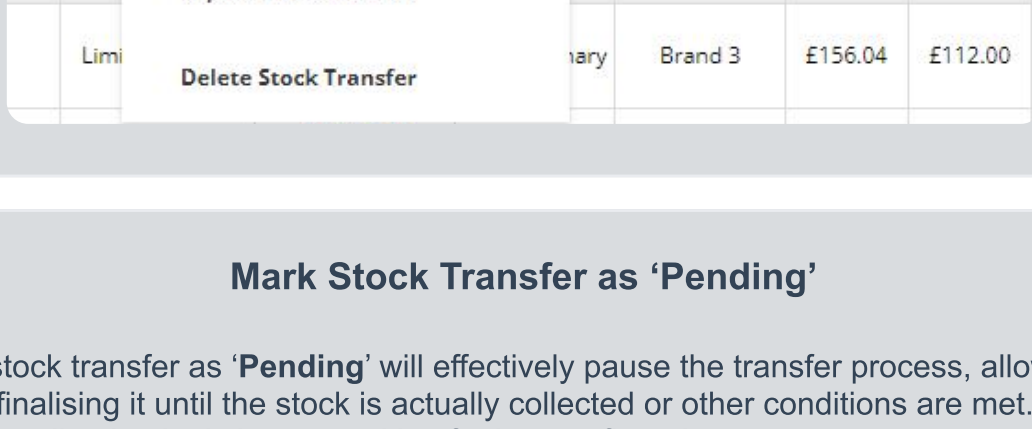 Limi nary Brand 3 £156.04 £112.00
Delete Stock Transfer
Mark Stock Transfer as ‘Pending’
stock transfer as ‘Pending’ will effectively pause the transfer process, allo
finalising it until the stock is actually collected or other conditions are met.